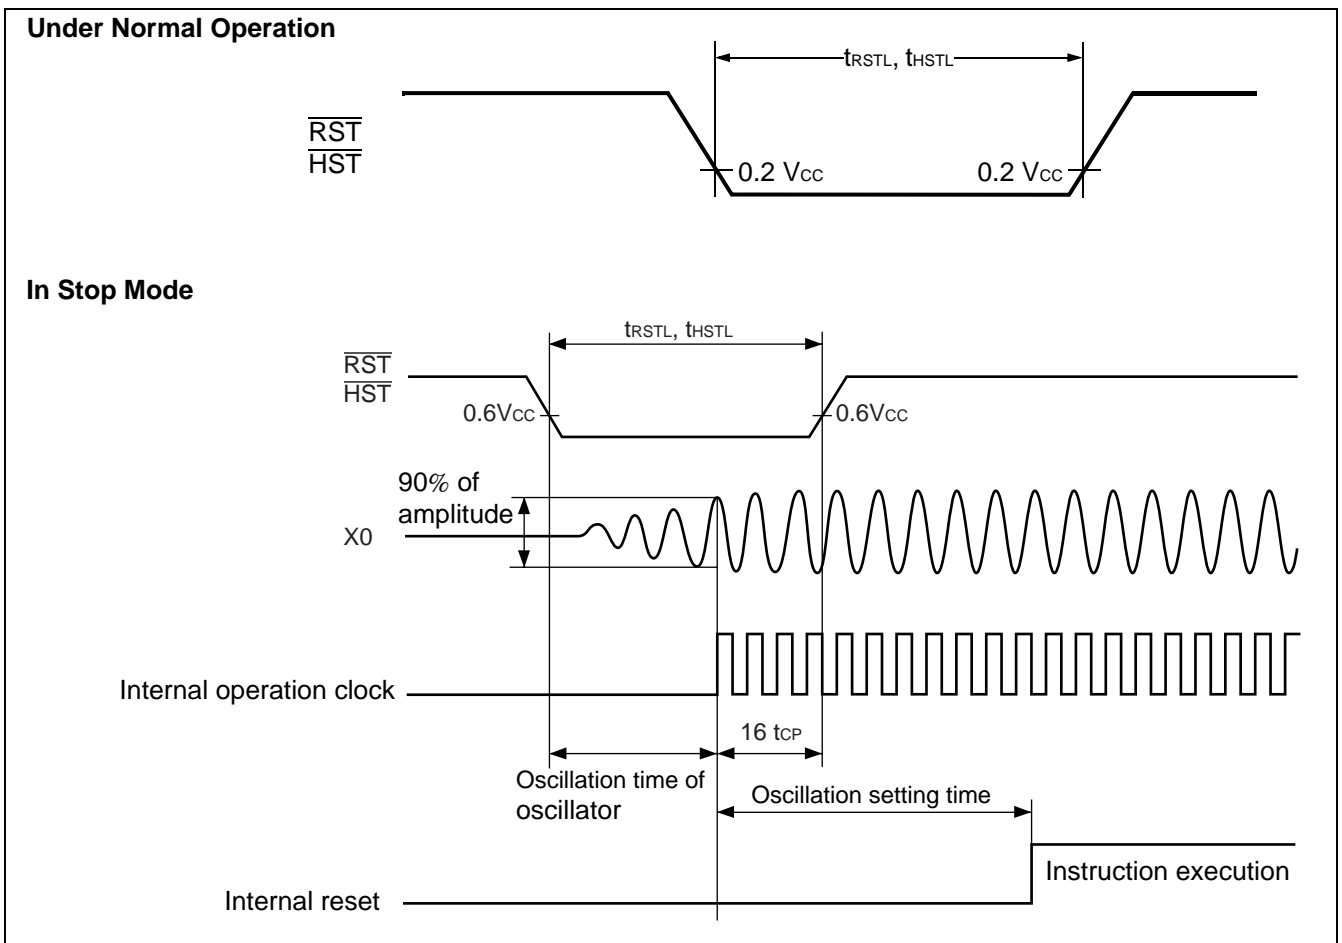 Under Normal Operation
tRSTL, tHSTL
RST
HST
0.2 VCC
0.2 VCC
In Stop Mode
tRSTL, tHSTL
RST
HST
0.6VCC
0.6VCC
90% of
amplitude
X0
Internal operation clock
16 tCP
Oscillation time of
oscillator
Oscillation setting time
Instruction execution
Internal reset